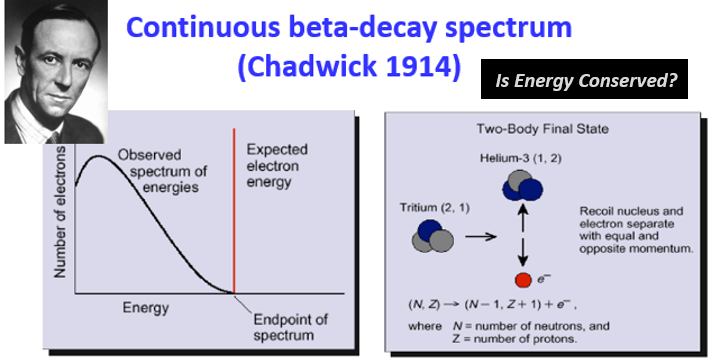 Continuous beta-decay spectrum
(Chadwick 1914)
Is Energy Conserved?
Number of electrons
Observed
spectrum of
energies
Expected
electron
energy
Energy
Endpoint of
spectrum
Two-Body Final State
Helium-3 (1, 2)
Tritium (2, 1)
Recoil nucleus and
electron separate
with equal and
opposite momentum.
e⁻
(N, Z) → (N – 1, Z + 1) + e⁻ ,
where N = number of neutrons, and
Z = number of protons.